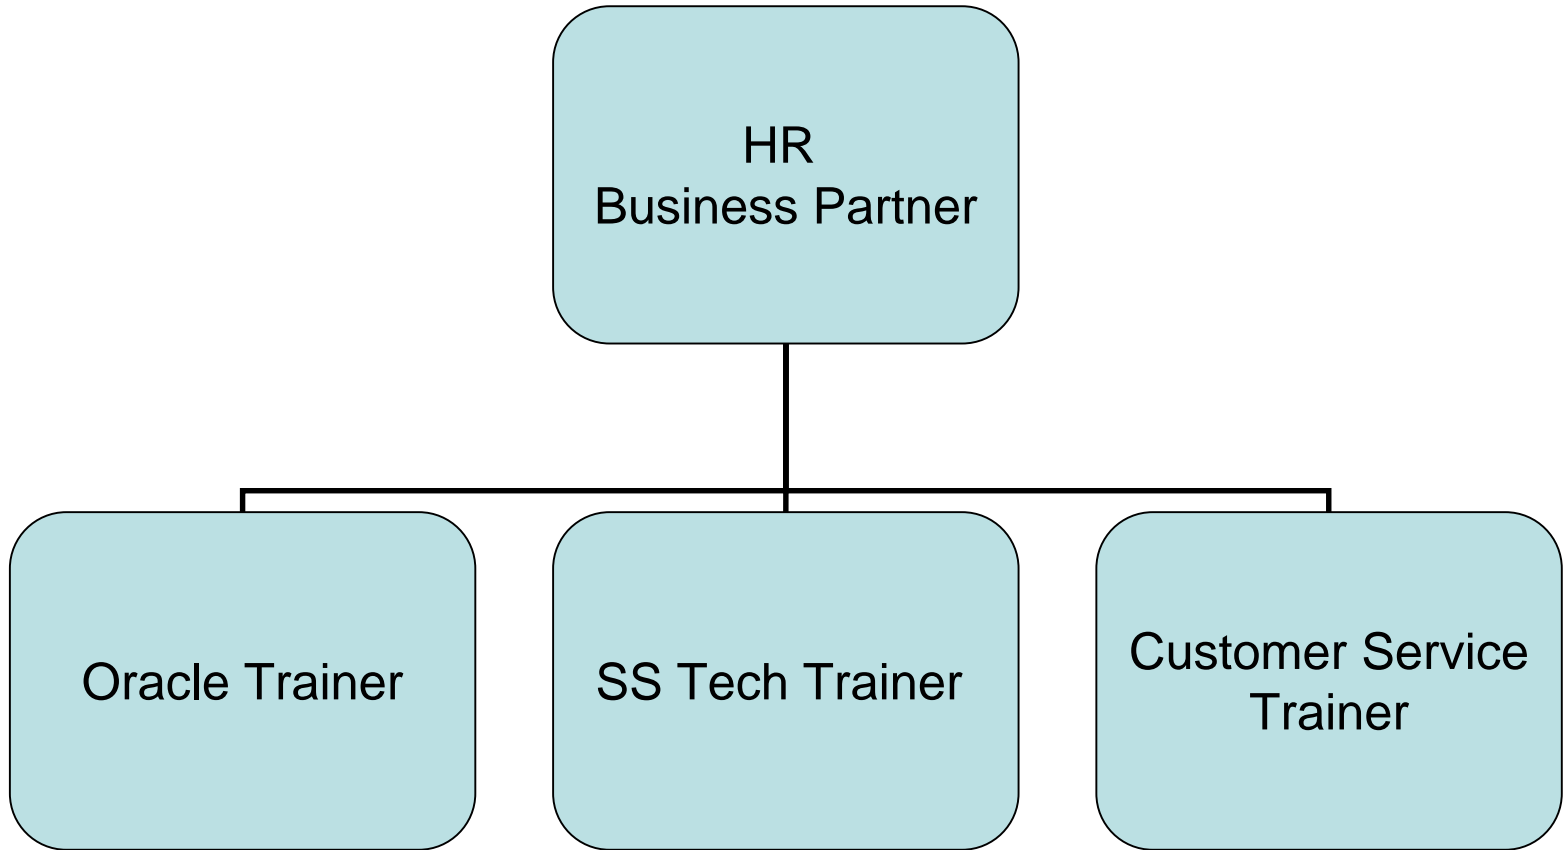 HR
Business Partner
Oracle Trainer
SS Tech Trainer
Customer Service
Trainer